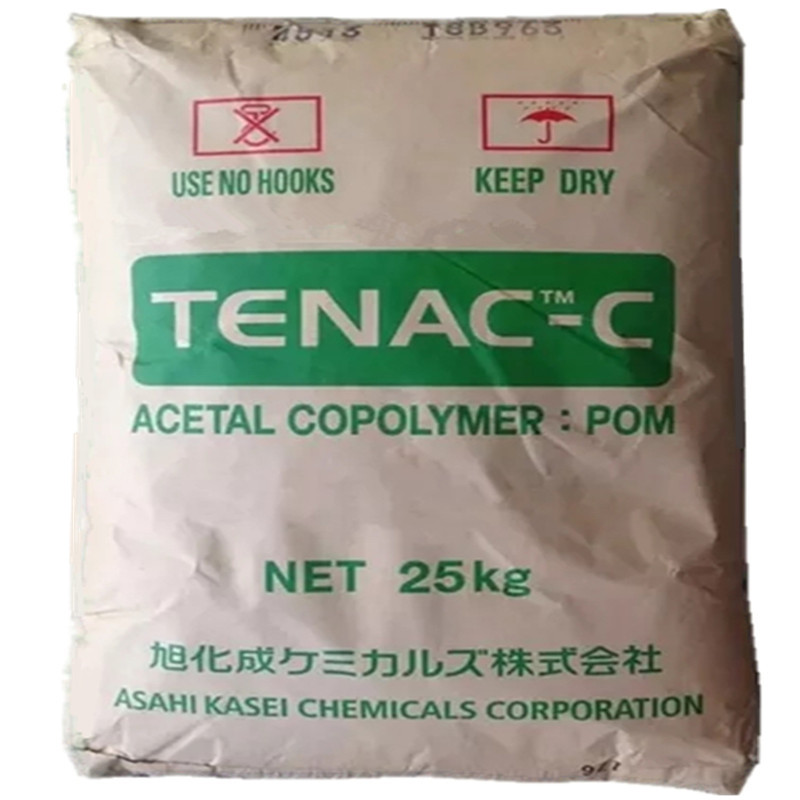 USE NO HOOKS
KEEP DRY
TENAC™-C
ACETAL COPOLYMER : POM
NET 25kg
旭化成ケミカルズ株式会社
ASAHI KASEI CHEMICALS CORPORATION